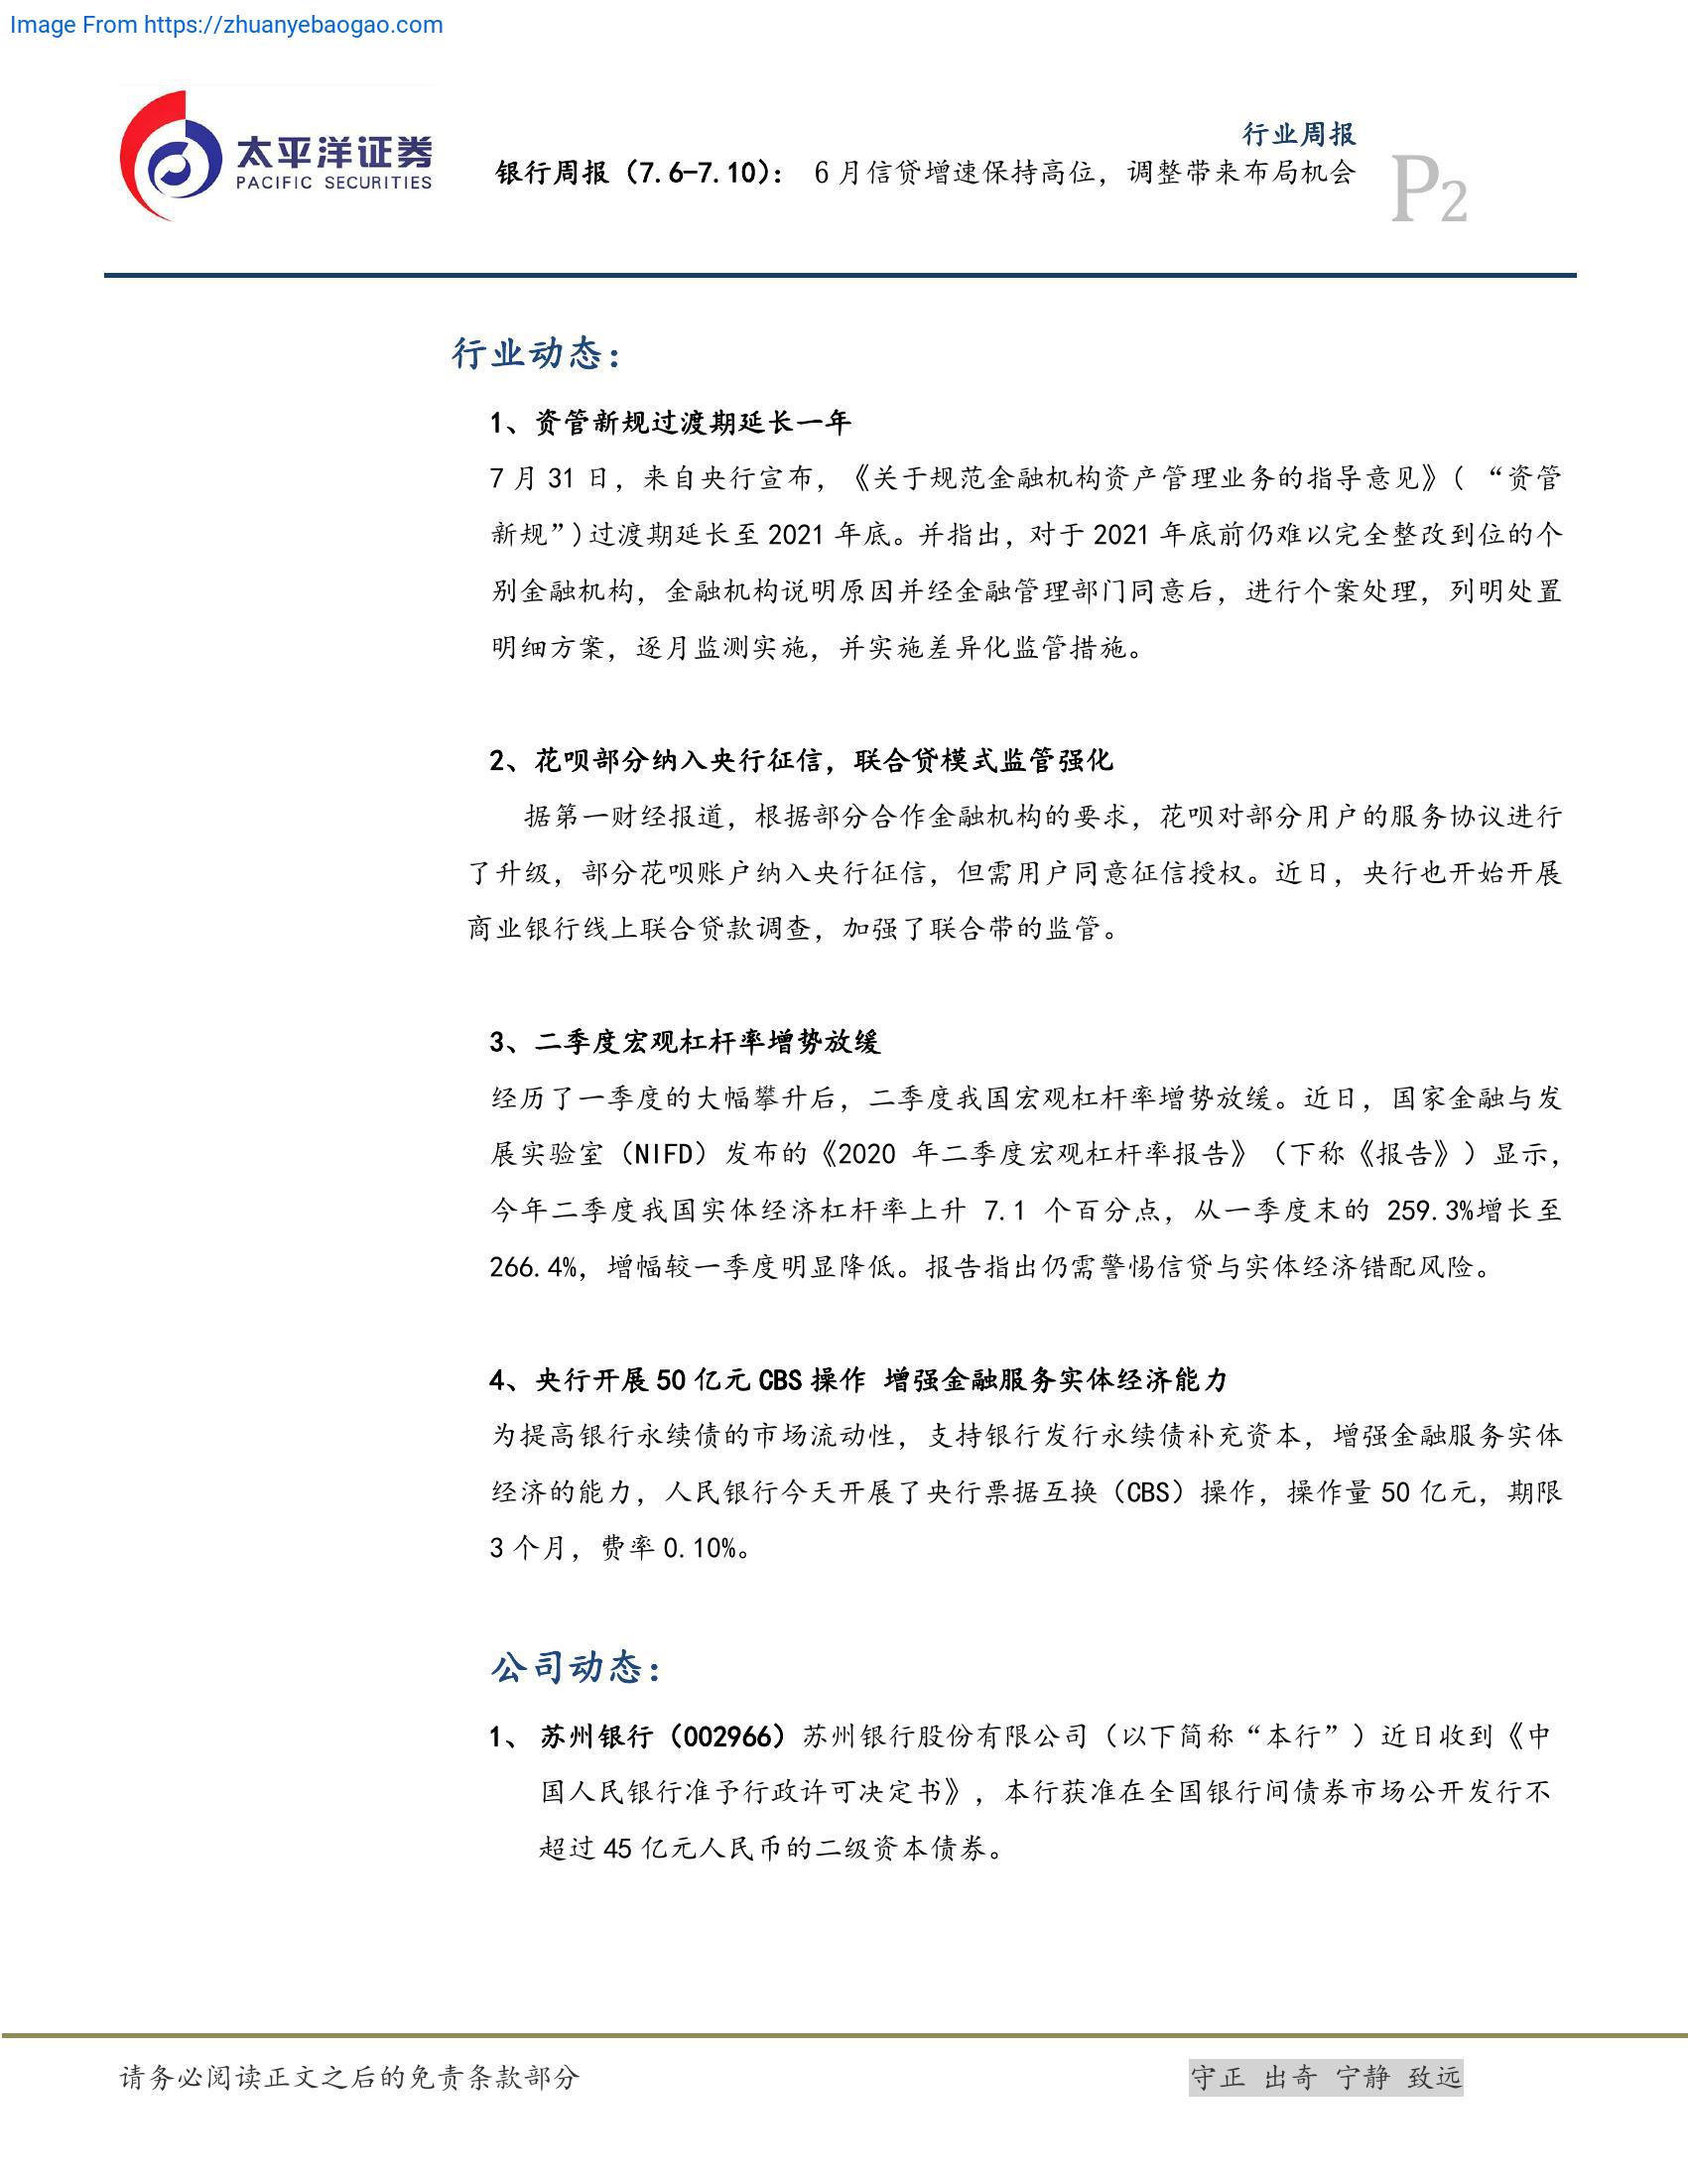 Image From https://zhuanyebaogao.com
太平洋证券
PACIFIC SECURITIES
行业周报
银行周报（7.6-7.10）： 6月信贷增速保持高位，调整带来布局机会
P2
行业动态：
1、资管新规过渡期延长一年
7 月 31 日，来自央行宣布，《关于规范金融机构资产管理业务的指导意见》( “资管
新规”)过渡期延长至 2021 年底。并指出，对于 2021 年底前仍难以完全整改到位的个
别金融机构，金融机构说明原因并经金融管理部门同意后，进行个案处理，列明处置
明细方案，逐月监测实施，并实施差异化监管措施。
2、花呗部分纳入央行征信，联合贷模式监管强化
据第一财经报道，根据部分合作金融机构的要求，花呗对部分用户的服务协议进行
了升级，部分花呗账户纳入央行征信，但需用户同意征信授权。近日，央行也开始开展
商业银行线上联合贷款调查，加强了联合带的监管。
3、二季度宏观杠杆率增势放缓
经历了一季度的大幅攀升后，二季度我国宏观杠杆率增势放缓。近日，国家金融与发
展实验室（NIFD）发布的《2020 年二季度宏观杠杆率报告》（下称《报告》）显示，
今年二季度我国实体经济杠杆率上升 7.1 个百分点，从一季度末的 259.3%增长至
266.4%，增幅较一季度明显降低。报告指出仍需警惕信贷与实体经济错配风险。
4、央行开展 50 亿元 CBS 操作 增强金融服务实体经济能力
为提高银行永续债的市场流动性，支持银行发行永续债补充资本，增强金融服务实体
经济的能力，人民银行今天开展了央行票据互换（CBS）操作，操作量 50 亿元，期限
3 个月，费率 0.10%。
公司动态：
1、 苏州银行（002966）苏州银行股份有限公司（以下简称“本行”）近日收到《中
国人民银行准予行政许可决定书》，本行获准在全国银行间债券市场公开发行不
超过 45 亿元人民币的二级资本债券。
请务必阅读正文之后的免责条款部分
守正 出奇 宁静 致远